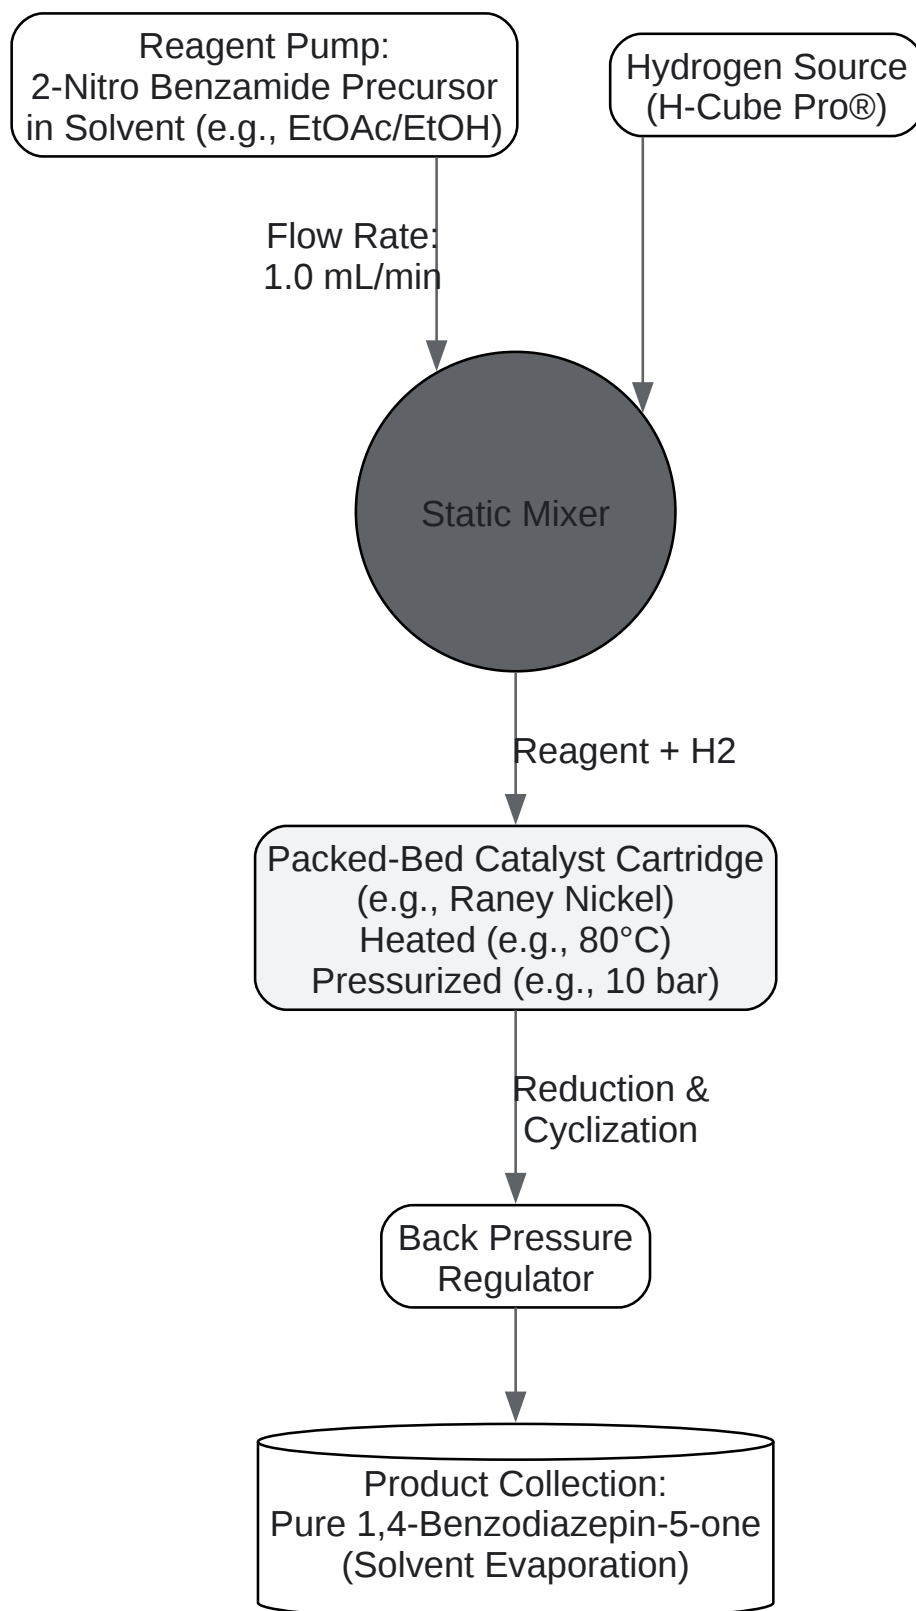 Reagent Pump:
2-Nitro Benzamide Precursor
in Solvent (e.g., EtOAc/EtOH)
Hydrogen Source
(H-Cube Pro®)
Flow Rate:
1.0 mL/min
Static Mixer
Reagent + H2
Packed-Bed Catalyst Cartridge
(e.g., Raney Nickel)
Heated (e.g., 80°C)
Pressurized (e.g., 10 bar)
Reduction &
Cyclization
Back Pressure
Regulator
Product Collection:
Pure 1,4-Benzodiazepin-5-one
(Solvent Evaporation)